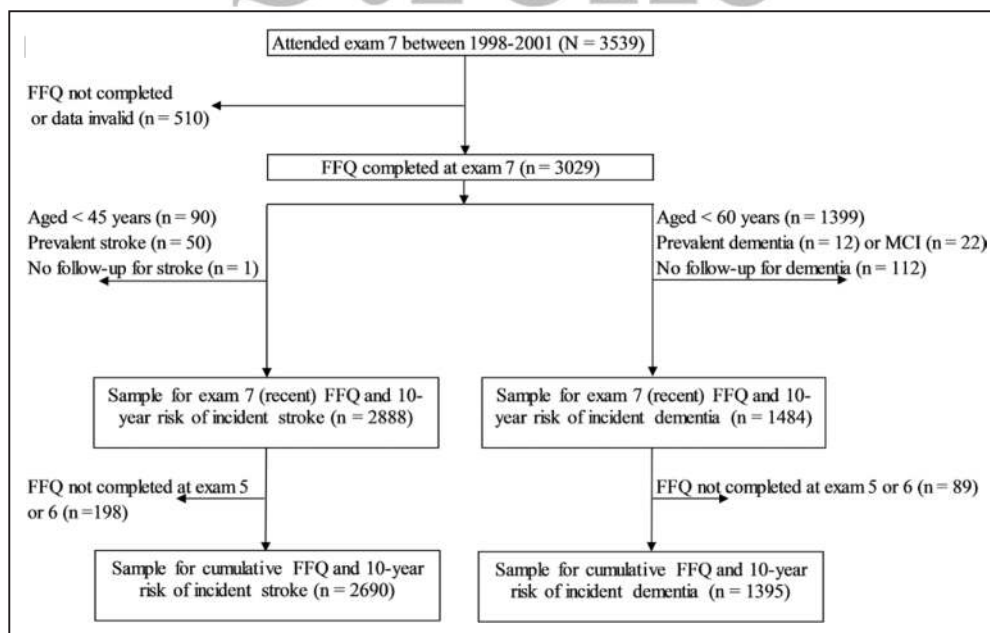 Attended exam 7 between 1998-2001 (N = 3539)
FFQ not completed
or data invalid (n = 510)
FFQ completed at exam 7 (n = 3029)
Aged < 45 years (n = 90)
Prevalent stroke (n = 50)
No follow-up for stroke (n = 1)
Aged < 60 years (n = 1399)
Prevalent dementia (n = 12) or MCI (n = 22)
No follow-up for dementia (n = 112)
Sample for exam 7 (recent) FFQ and 10-
year risk of incident stroke (n = 2888)
Sample for exam 7 (recent) FFQ and 10-
year risk of incident dementia (n = 1484)
FFQ not completed at exam 5
or 6 (n =198)
FFQ not completed at exam 5 or 6 (n = 89)
Sample for cumulative FFQ and 10-year
risk of incident stroke (n = 2690)
Sample for cumulative FFQ and 10-year
risk of incident dementia (n = 1395)